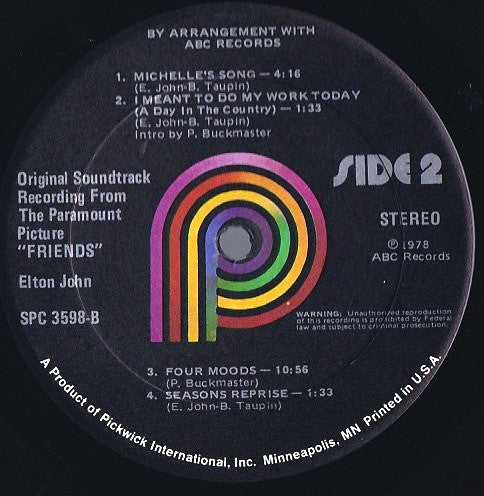 BY ARRANGEMENT WITH
ABC RECORDS
1. MICHELLE'S SONG — 4:16
(E. John-B. Taupin)
2. I MEANT TO DO MY WORK TODAY
(A Day In The Country) — 1:33
(E. John-B. Taupin)
Intro by P. Buckmaster
Original Soundtrack
Recording From
The Paramount
Picture
"FRIENDS"
Elton John
SPC 3598-B
SIDE 2
STEREO
℗ 1978
ABC Records
WARNING: Unauthorized reproduction
of this recording is prohibited by Federal
law and subject to criminal prosecution.
3. FOUR MOODS — 10:56
(P. Buckmaster)
4. SEASONS REPRISE — 1:33
(E. John-B. Taupin)
A Product of Pickwick International, Inc. Minneapolis, MN Printed in U.S.A.